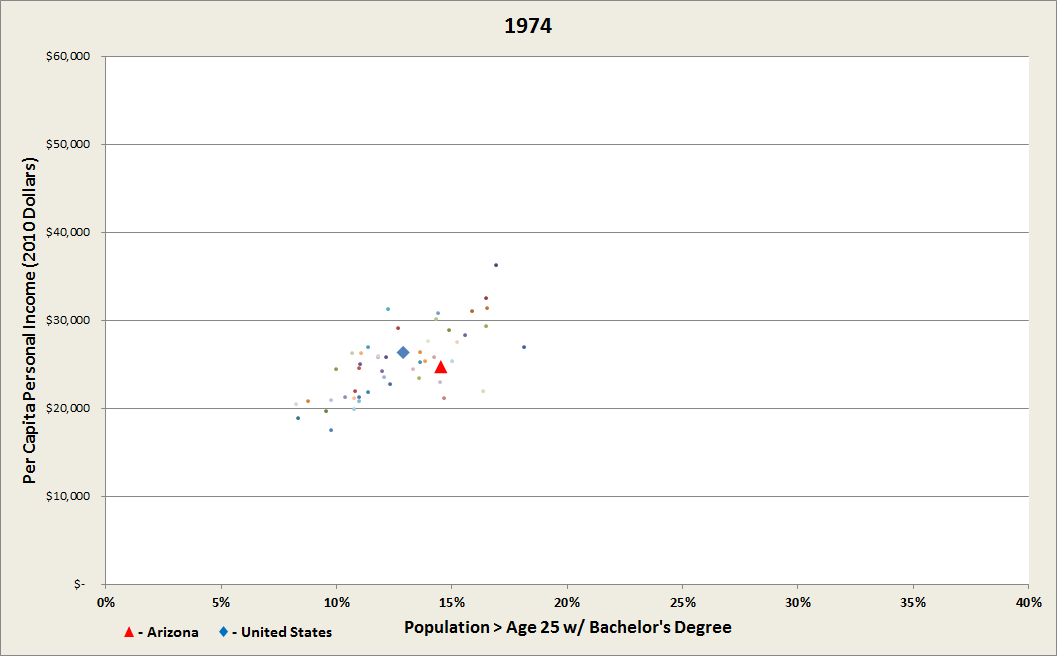 1974
$60,000
$50,000
$40,000
$30,000
$20,000
$10,000
$-
Per Capita Personal Income (2010 Dollars)
0% 5% 10% 15% 20% 25% 30% 35% 40%
Population > Age 25 w/ Bachelor's Degree
- Arizona - United States